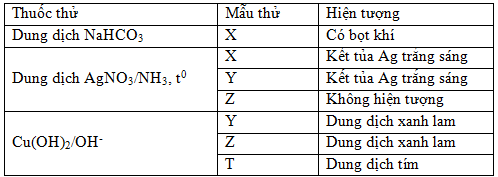 Thuốc thử Mẫu thử Hiện tượng
Dung dịch NaHCO3 X Có bọt khí
Dung dịch AgNO3/NH3, t0 X Kết tủa Ag trắng sáng
Y Kết tủa Ag trắng sáng
Z Không hiện tượng
Cu(OH)2/OH- Y Dung dịch xanh lam
Z Dung dịch xanh lam
T Dung dịch tím